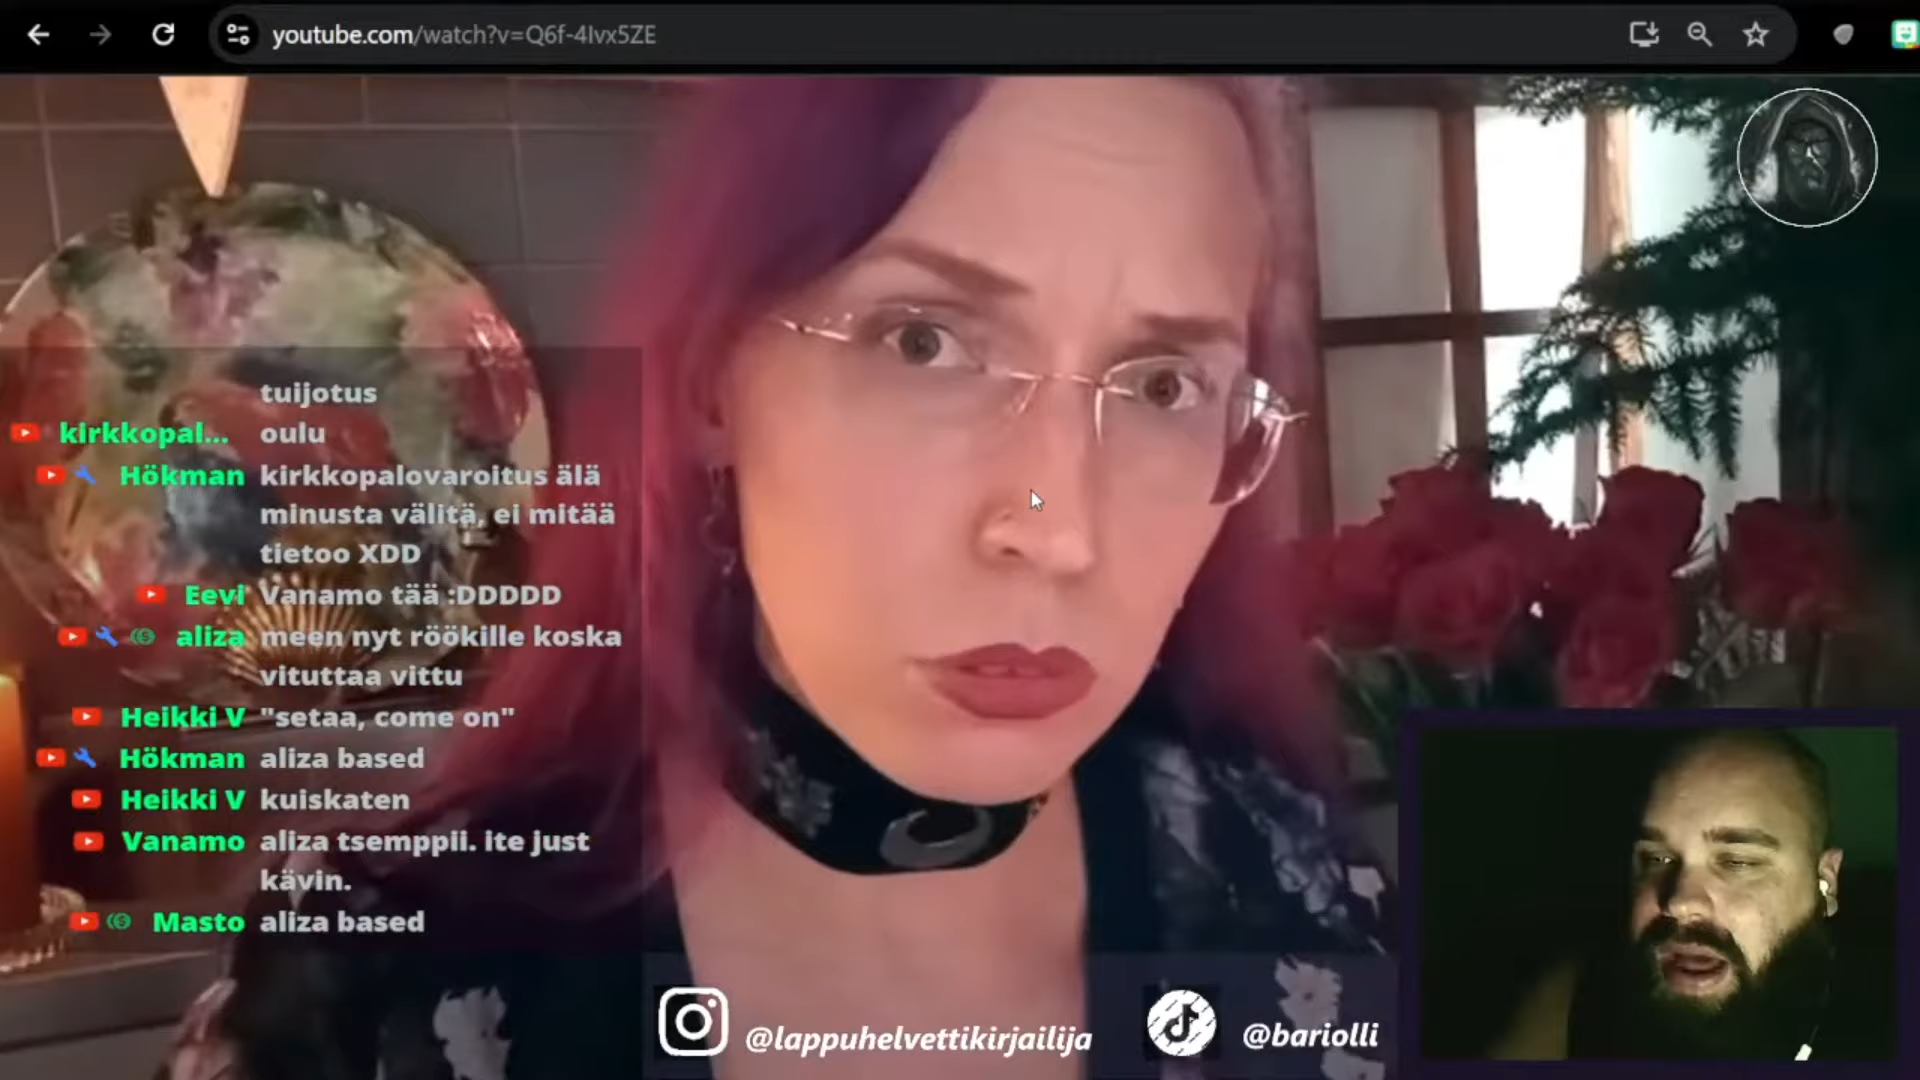 youtube.com/watch?v=Q6f-4lvx5ZE
tuijotus
kirkkopal... oulu
Hökman kirkkopalovaroitus älä
minusta välitä, ei mitää
tietoo XDD
Eevi Vanamo tää :DDDDD
aliza meen nyt röökille koska
vituttaa vittu
Heikki V "setaa, come on"
Hökman aliza based
Heikki V kuiskaten
Vanamo aliza tsemppii. ite just
kävin.
Masto aliza based
@lappuhelvettikirjailija
@bariolli